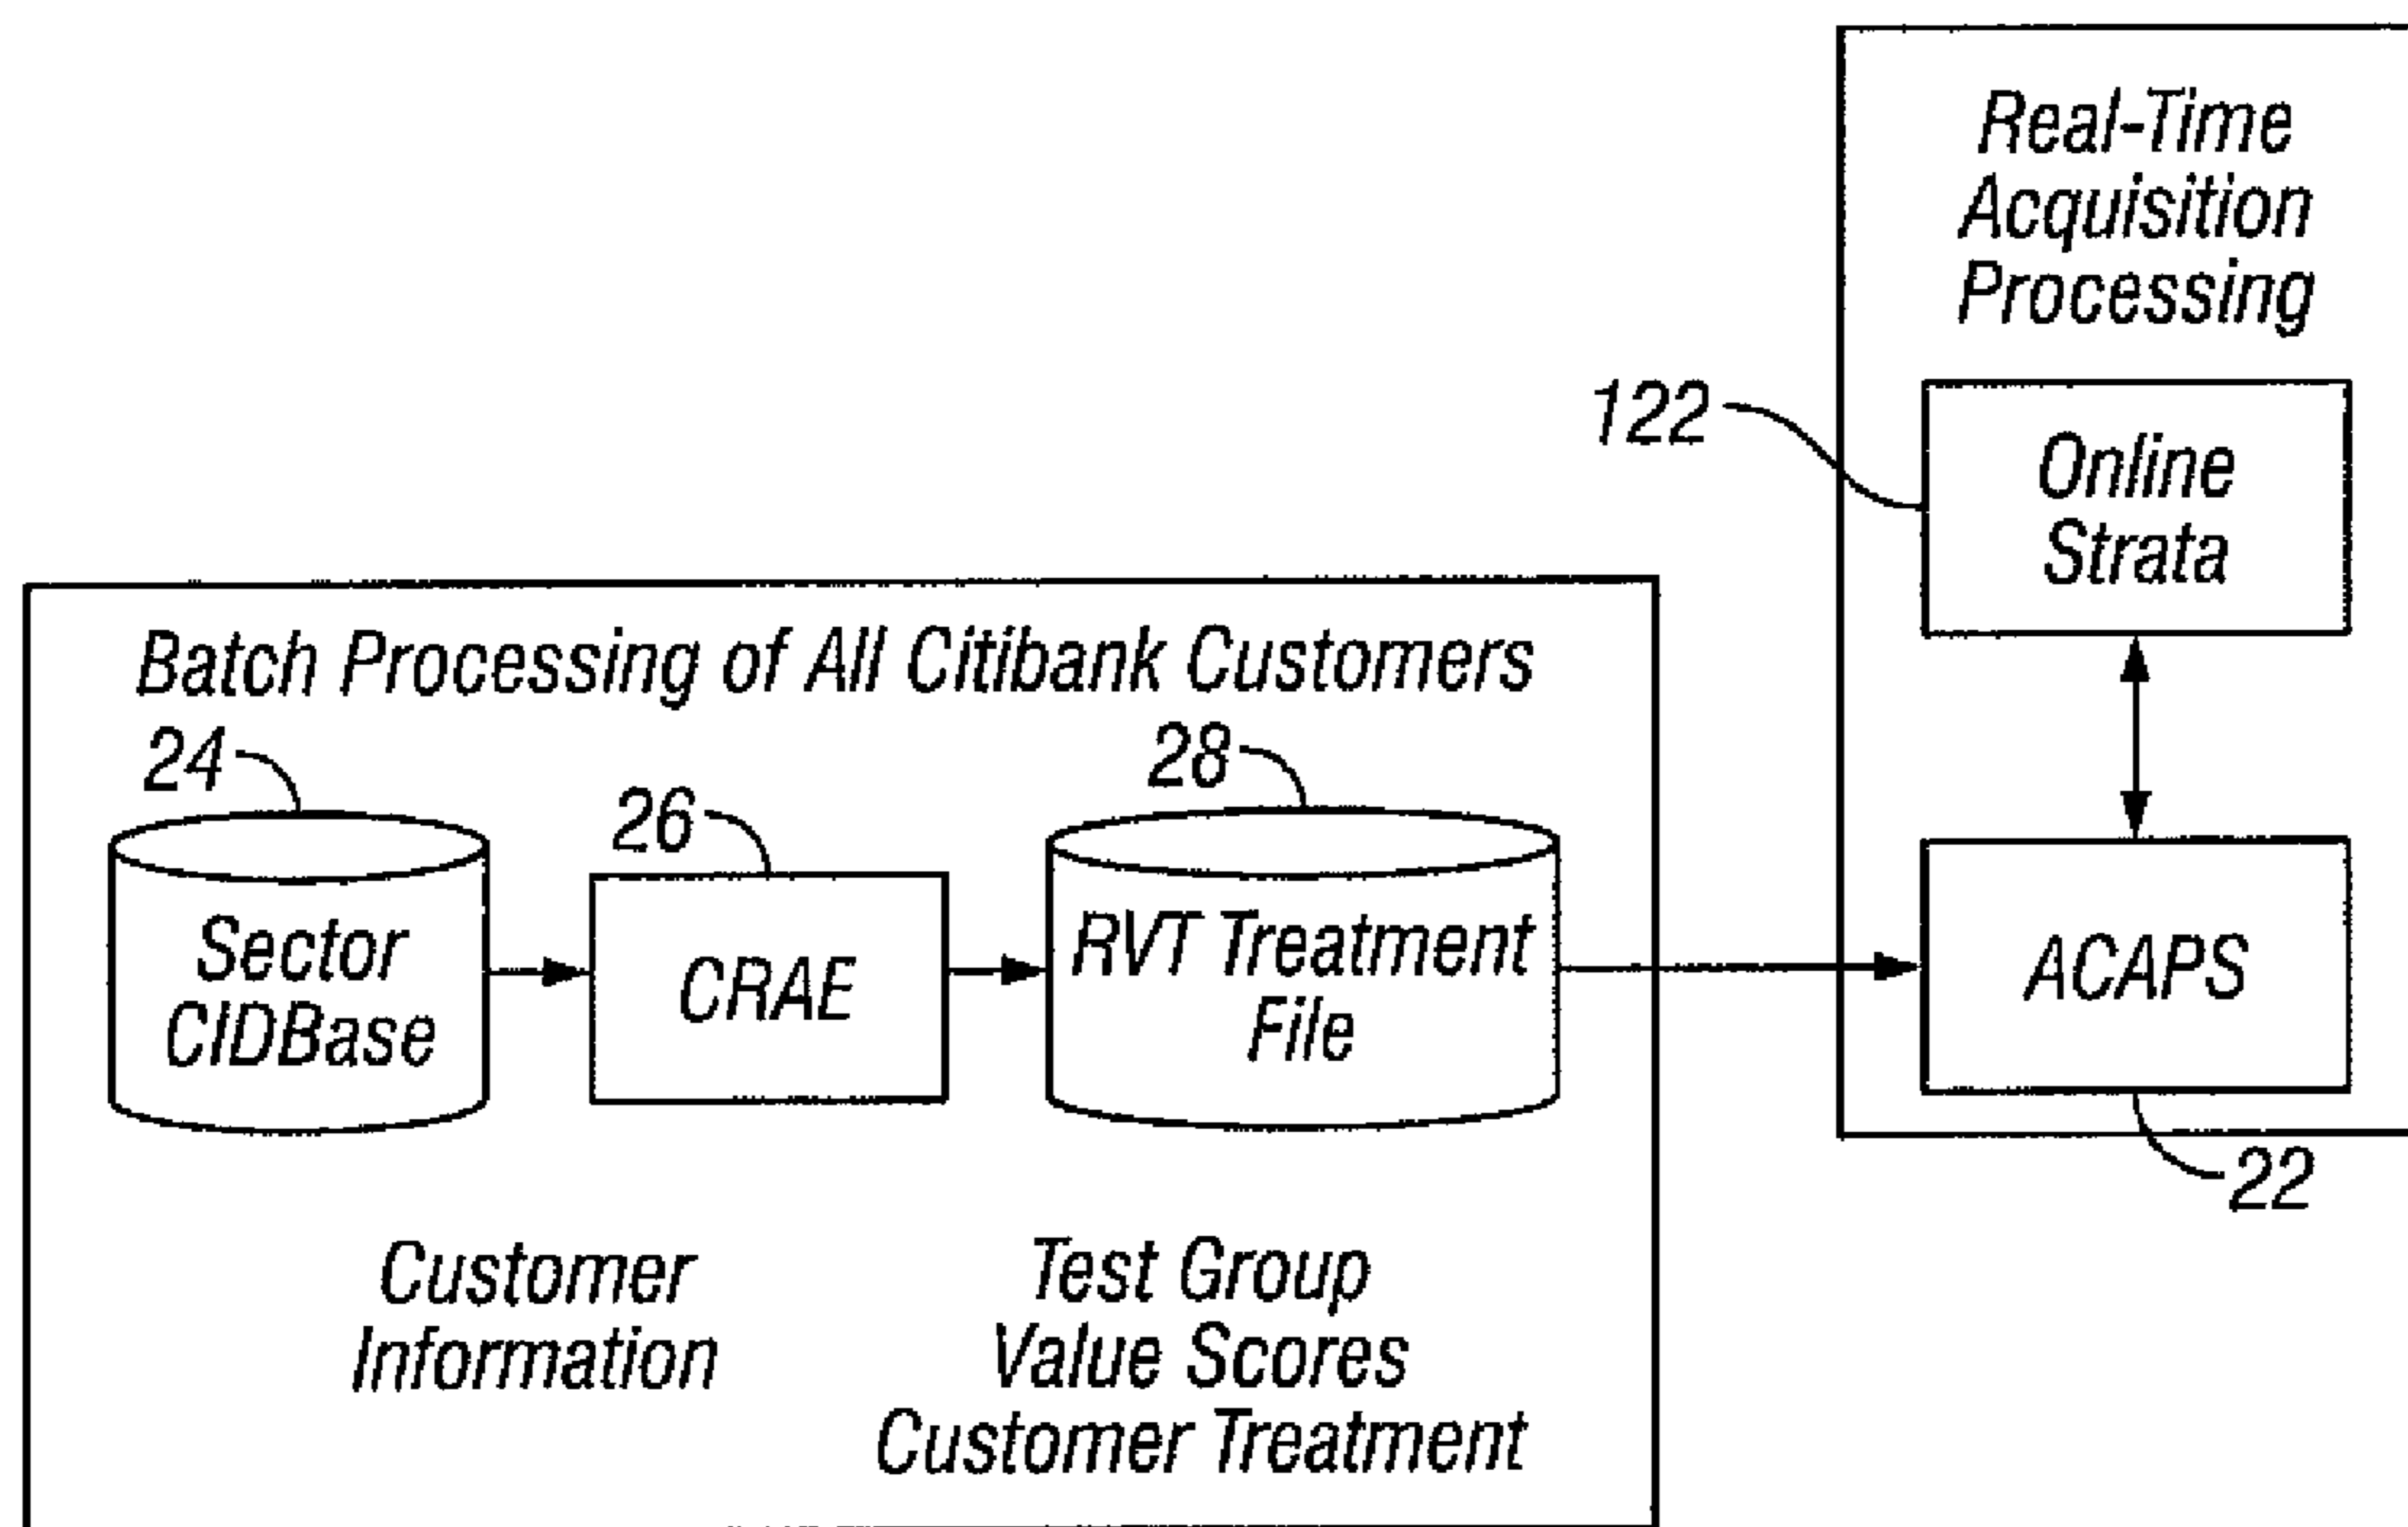 Real-Time
Acquisition
Processing
122
Online
Strata
Batch Processing of All Citibank Customers
24
26
28
Sector
CIDBase
CRAE
RVT Treatment
File
ACAPS
22
Customer
Information
Test Group
Value Scores
Customer Treatment